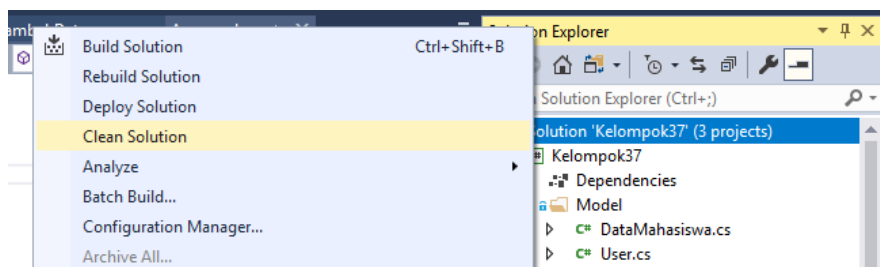 Solution Explorer
Build Solution Ctrl+Shift+B
Rebuild Solution
Deploy Solution
Solution Explorer (Ctrl+;)
Clean Solution
Solution 'Kelompok37' (3 projects)
Analyze
Kelompok37
Batch Build...
Dependencies
Configuration Manager...
Model
C# DataMahasiswa.cs
Archive All...
C# User.cs